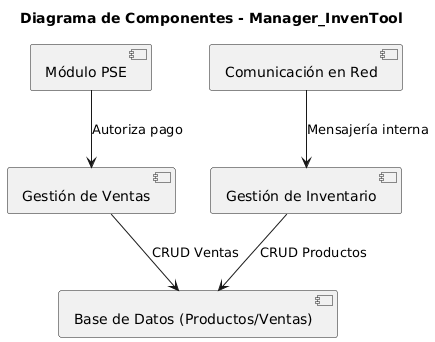 Diagrama de Componentes - Manager_InvenTool
Módulo PSE
Comunicación en Red
Autoriza pago
Mensajería interna
Gestión de Ventas
Gestión de Inventario
CRUD Ventas
CRUD Productos
Base de Datos (Productos/Ventas)